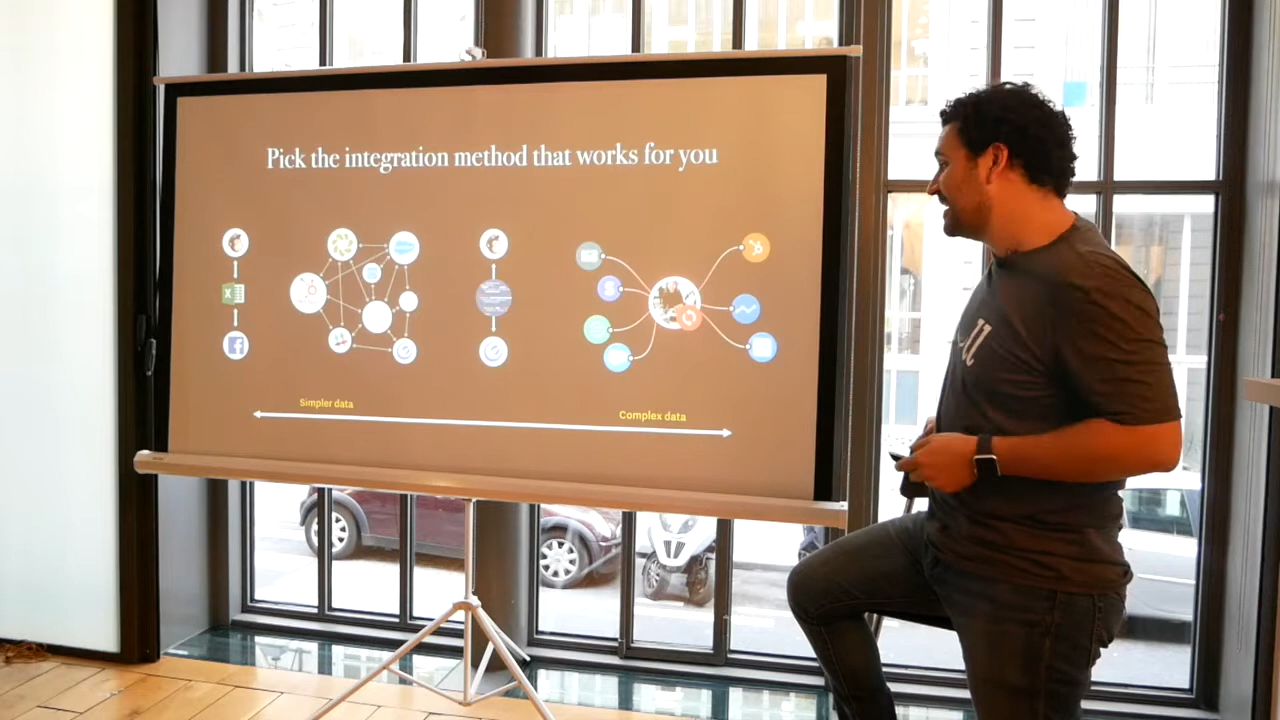 Pick the integration method that works for you
Simpler data
Complex data